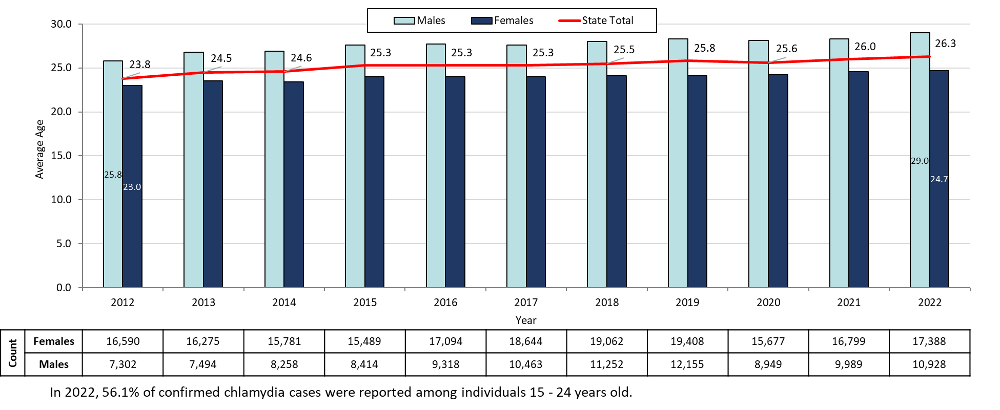 Males Females State Total
30.0
25.0
20.0
15.0
10.0
5.0
0.0
Average Age
23.8 24.5 24.6 25.3 25.3 25.3 25.5 25.8 25.6 26.0 26.3
25.8 23.0 29.0 24.7
2012 2013 2014 2015 2016 2017 2018 2019 2020 2021 2022
Year
Count
Females 16,590 16,275 15,781 15,489 17,094 18,644 19,062 19,408 15,677 16,799 17,388
Males 7,302 7,494 8,258 8,414 9,318 10,463 11,252 12,155 8,949 9,989 10,928
In 2022, 56.1% of confirmed chlamydia cases were reported among individuals 15 - 24 years old.